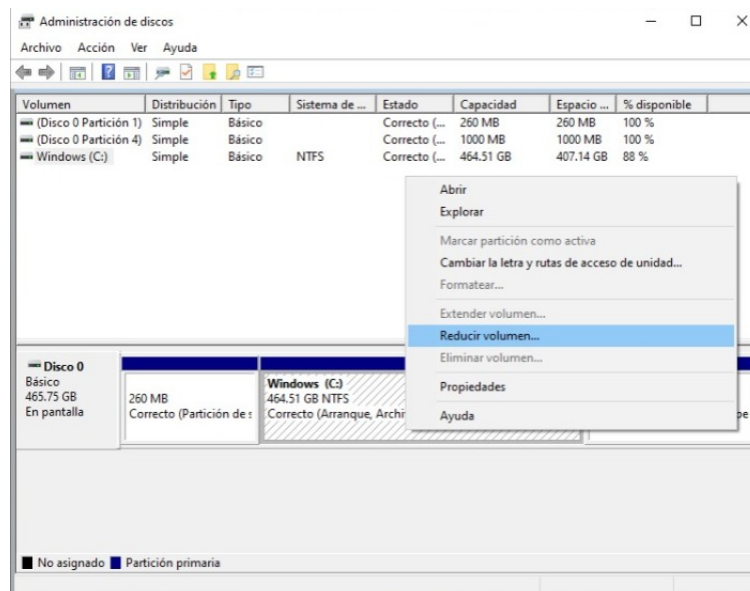 Administración de discos
Archivo Acción Ver Ayuda
Volumen Distribución Tipo Sistema de ... Estado Capacidad Espacio ... % disponible
(Disco 0 Partición 1) Simple Básico Correcto (... 260 MB 260 MB 100 %
(Disco 0 Partición 4) Simple Básico Correcto (... 1000 MB 1000 MB 100 %
Windows (C:) Simple Básico NTFS Correcto (... 464.51 GB 407.14 GB 88 %
Abrir
Explorar
Marcar partición como activa
Cambiar la letra y rutas de acceso de unidad...
Formatear...
Extender volumen...
Reducir volumen...
Eliminar volumen...
Propiedades
Ayuda
Disco 0
Básico
465.75 GB
En pantalla
260 MB
Correcto (Partición de s
Windows (C:)
464.51 GB NTFS
Correcto (Arranque, Archi
No asignado Partición primaria